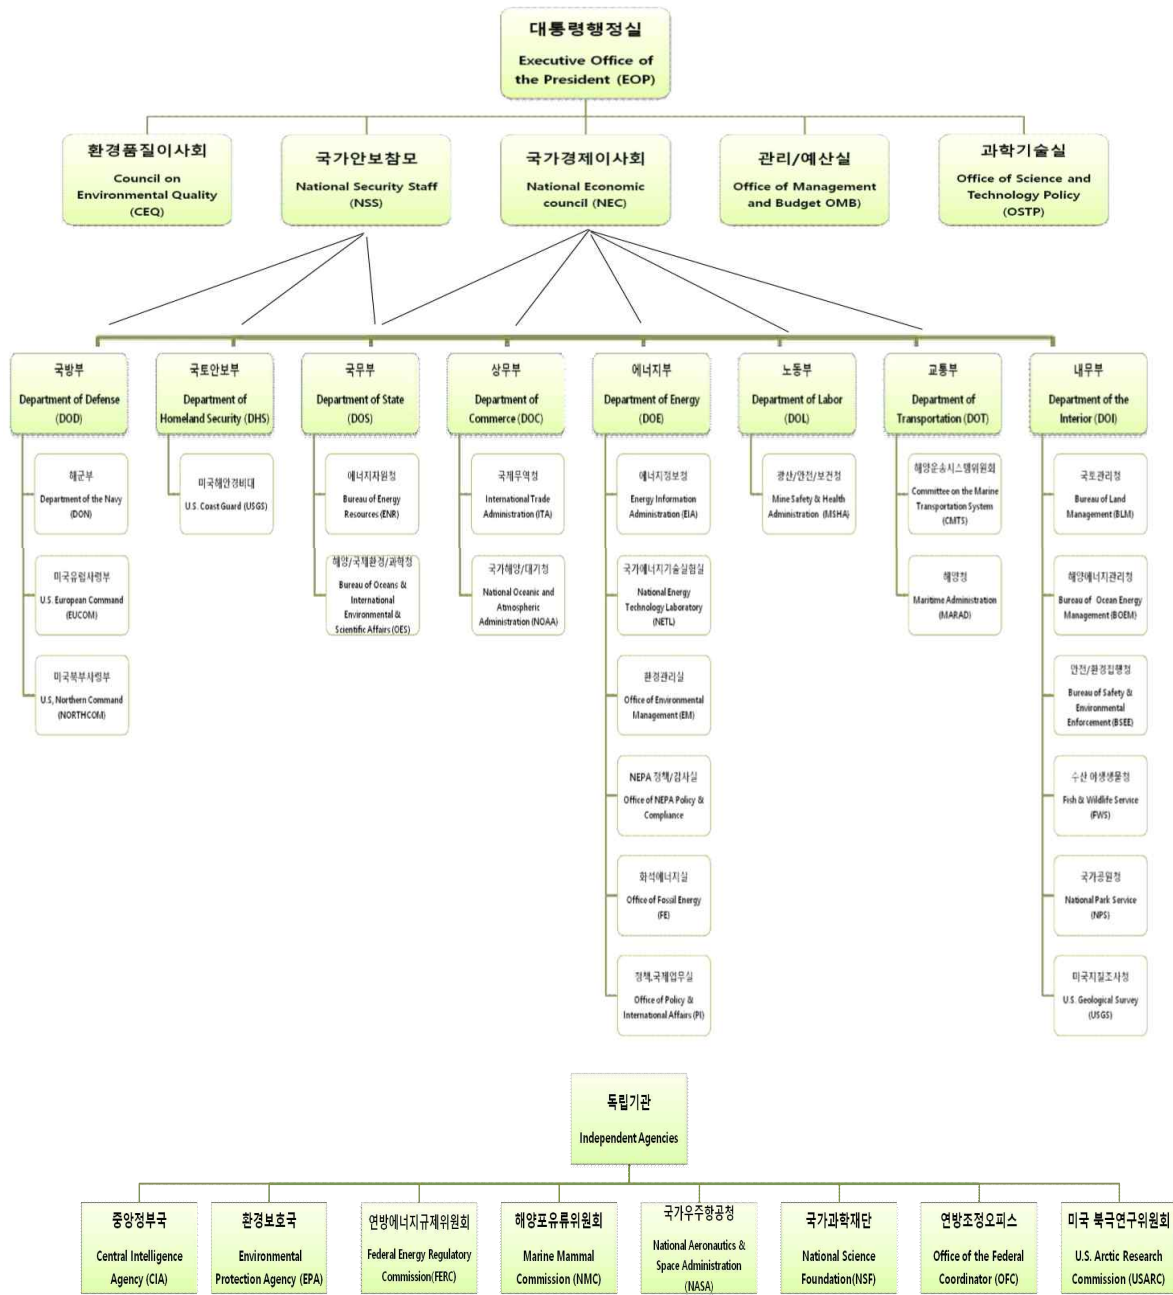 대통령행정실
Executive Office of
the President (EOP)
환경품질이사회
Council on
Environmental Quality
(CEQ)
국가안보참모
National Security Staff
(NSS)
국가경제이사회
National Economic
council (NEC)
관리/예산실
Office of Management
and Budget OMB)
과학기술실
Office of Science and
Technology Policy
(OSTP)
국방부
Department of Defense
(DOD)
해군부
Department of the Navy
(DON)
미국유럽사령부
U.S. European Command
(EUCOM)
미국북부사령부
U.S, Northern Command
(NORTHCOM)
국토안보부
Department of
Homeland Security (DHS)
미국해안경비대
U.S. Coast Guard (USGS)
국무부
Department of State
(DOS)
에너지자원청
Bureau of Energy
Resources (ENR)
해양/국제환경/과학청
Bureau of Oceans &
International
Environmental &
Scientific Affairs (OES)
상무부
Department of
Commerce (DOC)
국제무역청
International Trade
Administration (ITA)
국가해양/대기청
National Oceanic and
Atmospheric
Administration (NOAA)
에너지부
Department of Energy
(DOE)
에너지정보청
Energy Information
Administration (EIA)
국가에너지기술실험실
National Energy
Technology Laboratory
(NETL)
환경관리실
Office of Environmental
Management (EM)
NEPA 정책/감사실
Office of NEPA Policy &
Compliance
화석에너지실
Office of Fossil Energy
(FE)
정책,국제업무실
Office of Policy &
International Affairs (PI)
노동부
Department of Labor
(DOL)
광산/안전/보건청
Mine Safety & Health
Administration (MSHA)
교통부
Department of
Transportation (DOT)
해양운송시스템위원회
Committee on the Marine
Transportation System
(CMTS)
해양청
Maritime Administration
(MARAD)
내무부
Department of the
Interior (DOI)
국토관리청
Bureau of Land
Management (BLM)
해양에너지관리청
Bureau of Ocean Energy
Management (BOEM)
안전/환경집행청
Bureau of Safety &
Environmental
Enforcement (BSEE)
수산 야생생물청
Fish & Wildlife Service
(FWS)
국가공원청
National Park Service
(NPS)
미국지질조사청
U.S. Geological Survey
(USGS)
독립기관
Independent Agencies
중앙정부국
Central Intelligence
Agency (CIA)
환경보호국
Environmental
Protection Agency (EPA)
연방에너지규제위원회
Federal Energy Regulatory
Commission(FERC)
해양포유류위원회
Marine Mammal
Commission (NMC)
국가우주항공청
National Aeronautics &
Space Administration
(NASA)
국가과학재단
National Science
Foundation(NSF)
연방조정오피스
Office of the Federal
Coordinator (OFC)
미국 북극연구위원회
U.S. Arctic Research
Commission (USARC)